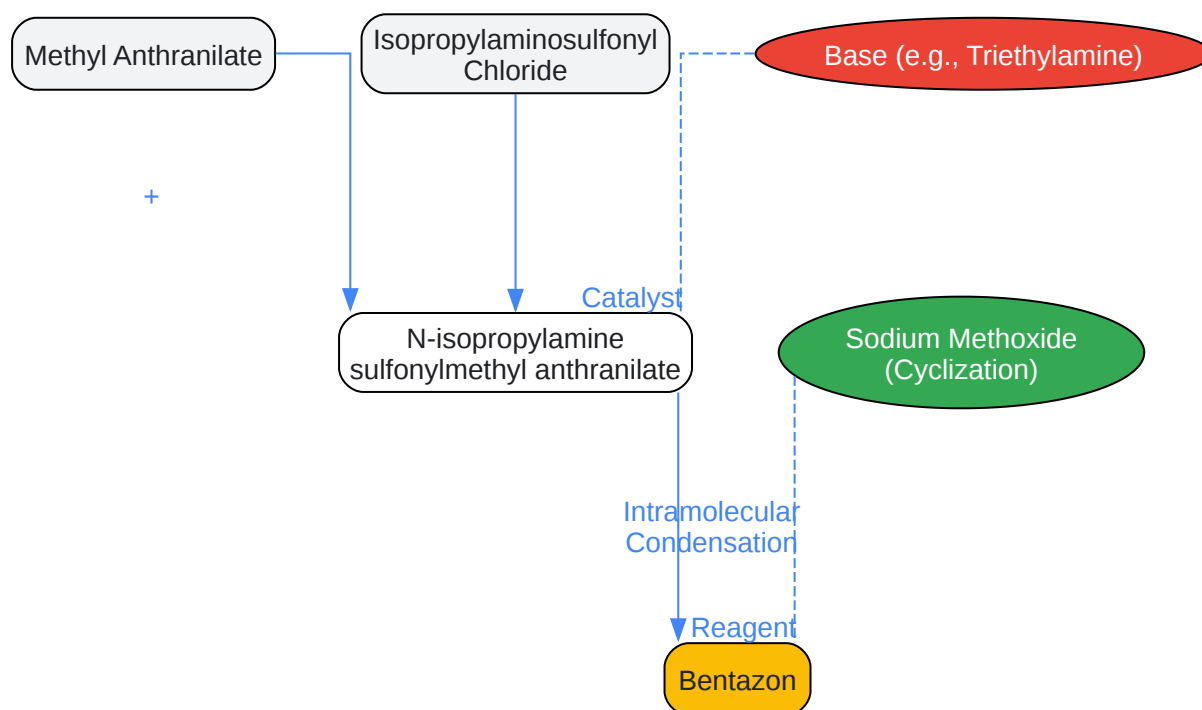 Methyl Anthranilate
Isopropylaminosulfonyl
Chloride
Base (e.g., Triethylamine)
+
Catalyst
N-isopropylamine
sulfonylmethyl anthranilate
Sodium Methoxide
(Cyclization)
Intramolecular
Condensation
Reagent
Bentazon